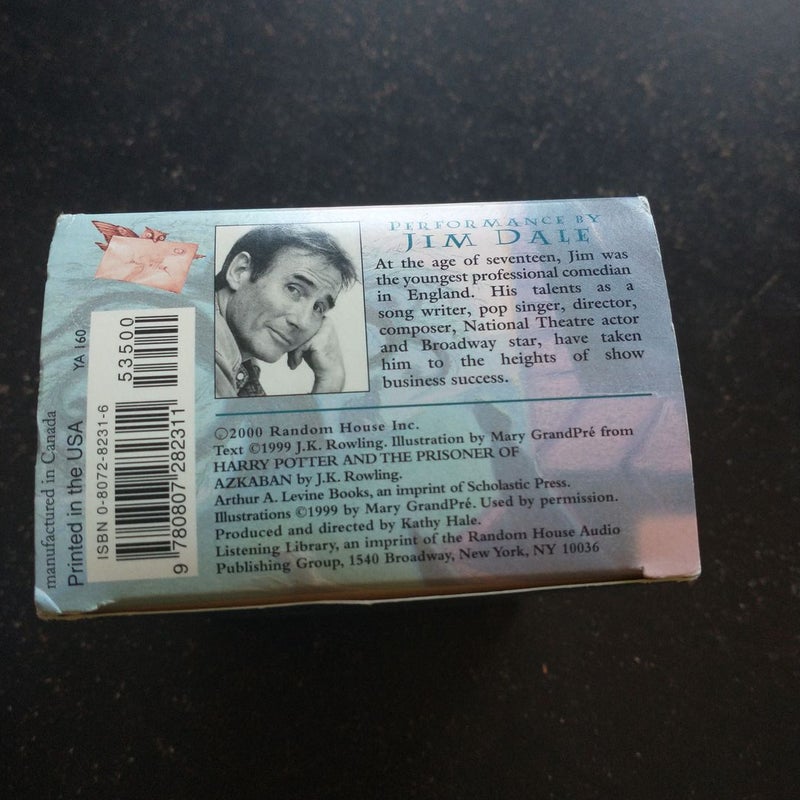 PERFORMANCE BY
JIM DALE
At the age of seventeen, Jim was
the youngest professional comedian
in England. His talents as a
song writer, pop singer, director,
composer, National Theatre actor
and Broadway star, have taken
him to the heights of show
business success.
©2000 Random House Inc.
Text ©1999 J.K. Rowling. Illustration by Mary GrandPré from
HARRY POTTER AND THE PRISONER OF
AZKABAN by J.K. Rowling.
Arthur A. Levine Books, an imprint of Scholastic Press.
Illustrations ©1999 by Mary GrandPré. Used by permission.
Produced and directed by Kathy Hale.
Listening Library, an imprint of the Random House Audio
Publishing Group, 1540 Broadway, New York, NY 10036
manufactured in Canada
Printed in the USA
YA 160
ISBN 0-8072-8231-6
53500
9 780807 282311